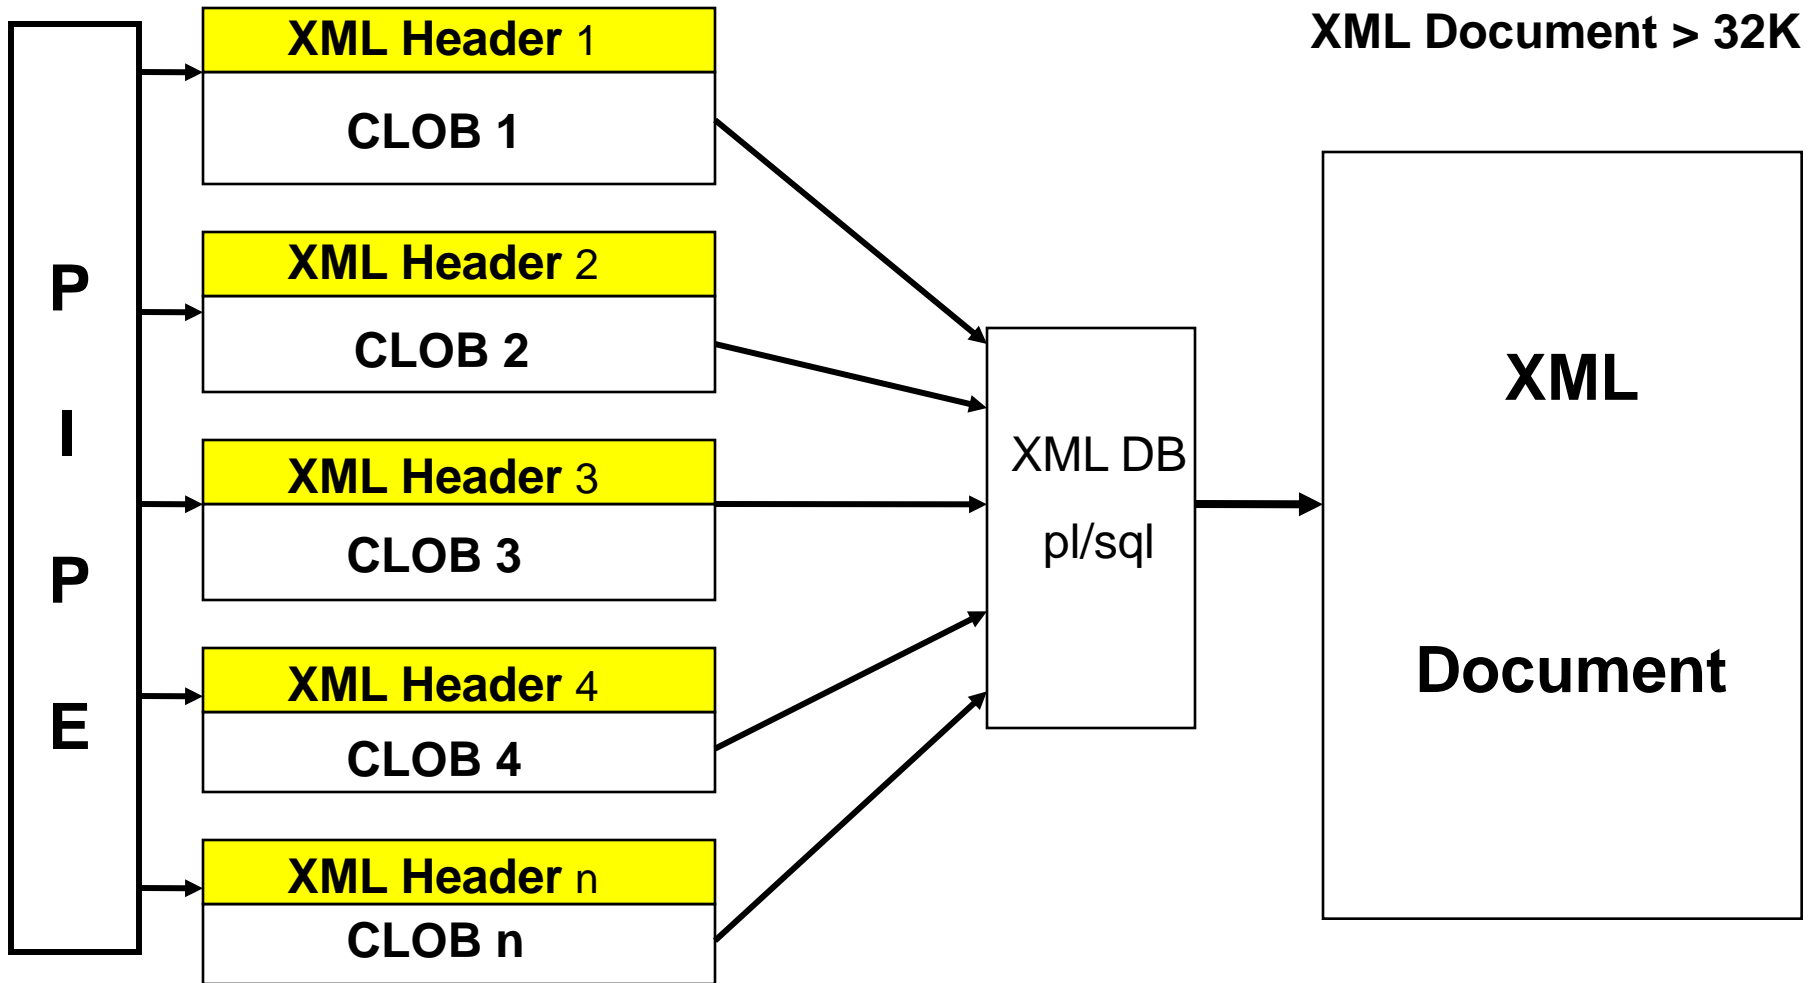 XML Document > 32K
P
I
P
E
XML Header 1
CLOB 1
XML Header 2
CLOB 2
XML Header 3
CLOB 3
XML Header 4
CLOB 4
XML Header n
CLOB n
XML DB
pl/sql
XML
Document